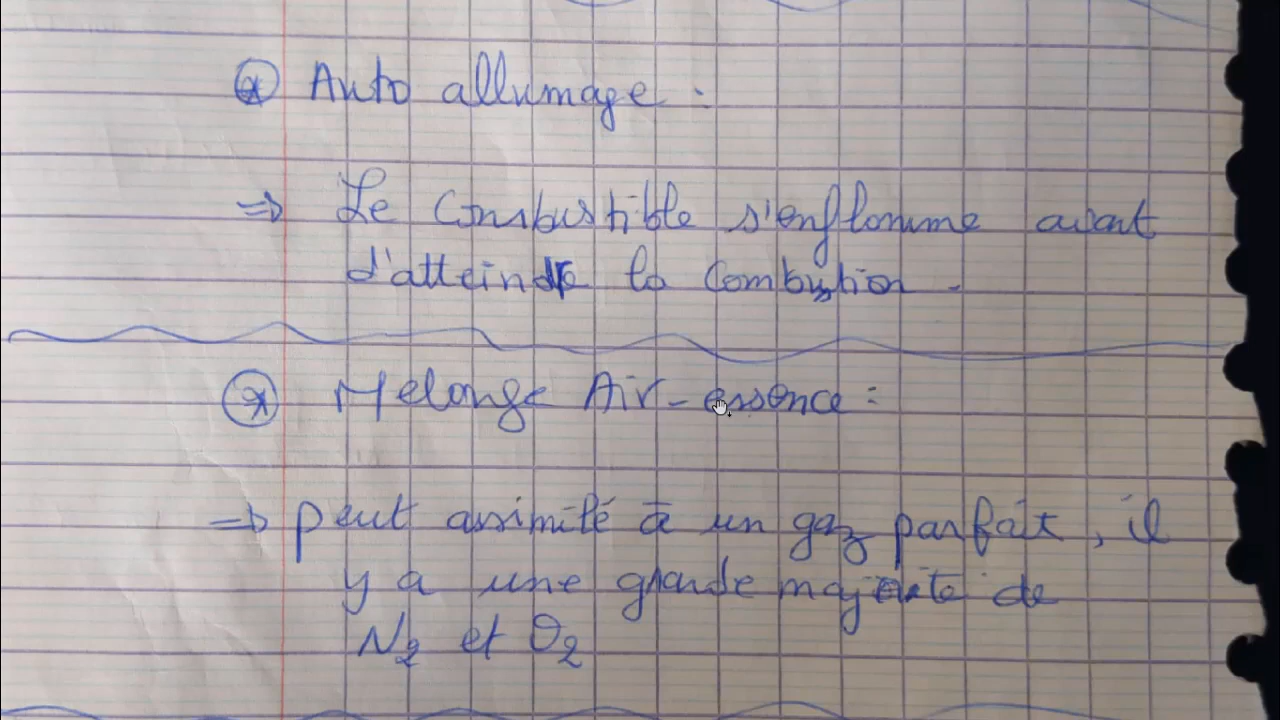 Auto allumage :
⇒ Le Combustible s'enflamme avant
d'atteindre la Combustion.
Melange Air-essence :
⇒ peut assimilé à un gaz parfait, il
y a une grande majorité de
N₂ et O₂